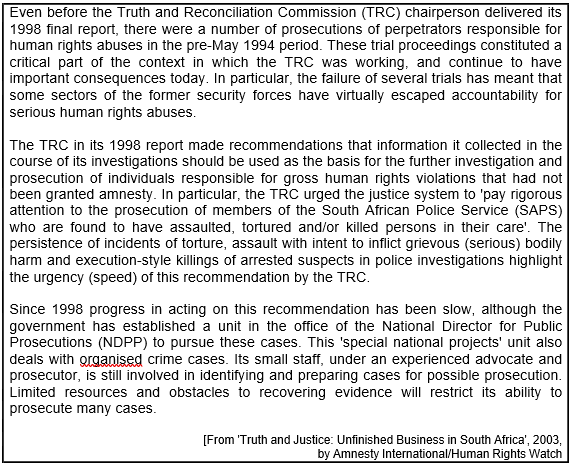 Even before the Truth and Reconciliation Commission (TRC) chairperson delivered its
1998 final report, there were a number of prosecutions of perpetrators responsible for
human rights abuses in the pre-May 1994 period. These trial proceedings constituted a
critical part of the context in which the TRC was working, and continue to have
important consequences today. In particular, the failure of several trials has meant that
some sectors of the former security forces have virtually escaped accountability for
serious human rights abuses.
The TRC in its 1998 report made recommendations that information it collected in the
course of its investigations should be used as the basis for the further investigation and
prosecution of individuals responsible for gross human rights violations that had not
been granted amnesty. In particular, the TRC urged the justice system to 'pay rigorous
attention to the prosecution of members of the South African Police Service (SAPS)
who are found to have assaulted, tortured and/or killed persons in their care'. The
persistence of incidents of torture, assault with intent to inflict grievous (serious) bodily
harm and execution-style killings of arrested suspects in police investigations highlight
the urgency (speed) of this recommendation by the TRC.
Since 1998 progress in acting on this recommendation has been slow, although the
government has established a unit in the office of the National Director for Public
Prosecutions (NDPP) to pursue these cases. This 'special national projects' unit also
deals with organised crime cases. Its small staff, under an experienced advocate and
prosecutor, is still involved in identifying and preparing cases for possible prosecution.
Limited resources and obstacles to recovering evidence will restrict its ability to
prosecute many cases.
[From 'Truth and Justice: Unfinished Business in South Africa', 2003,
by Amnesty International/Human Rights Watch